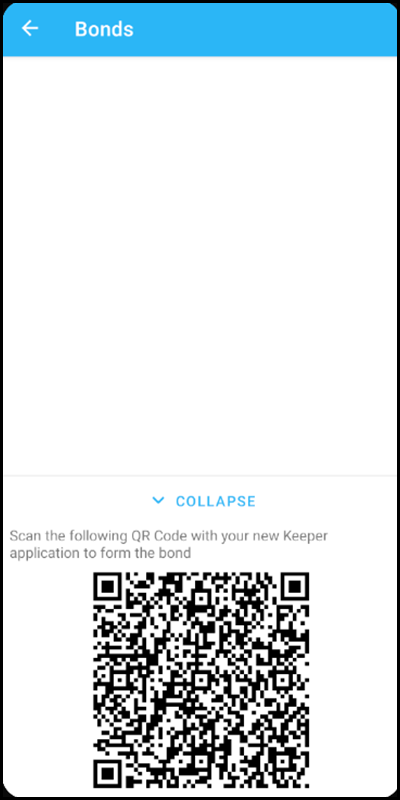 Bonds
COLLAPSE
Scan the following QR Code with your new Keeper
application to form the bond